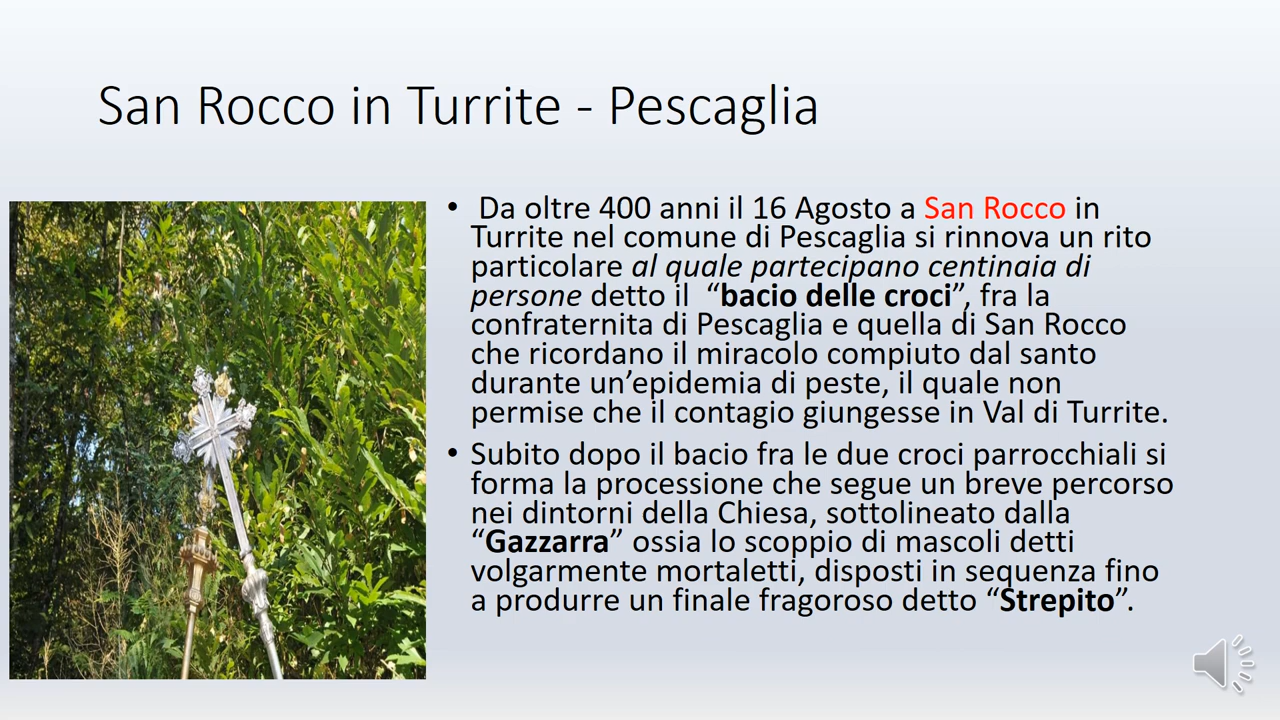 San Rocco in Turrite - Pescaglia
• Da oltre 400 anni il 16 Agosto a San Rocco in
Turrite nel comune di Pescaglia si rinnova un rito
particolare al quale partecipano centinaia di
persone detto il “bacio delle croci”, fra la
confraternita di Pescaglia e quella di San Rocco
che ricordano il miracolo compiuto dal santo
durante un’epidemia di peste, il quale non
permise che il contagio giungesse in Val di Turrite.
• Subito dopo il bacio fra le due croci parrocchiali si
forma la processione che segue un breve percorso
nei dintorni della Chiesa, sottolineato dalla
“Gazzarra” ossia lo scoppio di mascoli detti
volgarmente mortaletti, disposti in sequenza fino
a produrre un finale fragoroso detto “Strepito”.